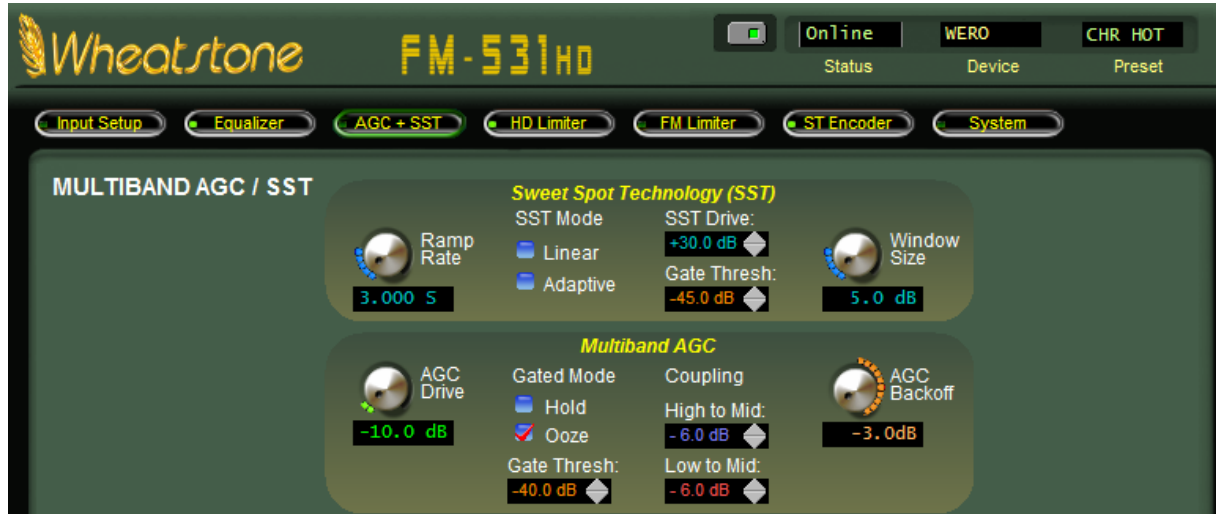 Wheatstone FM-531HD Online WERO CHR HOT
Status Device Preset
Input Setup Equalizer AGC + SST HD Limiter FM Limiter ST Encoder System
MULTIBAND AGC / SST
Sweet Spot Technology (SST)
Ramp Rate
3.000 S
SST Mode
Linear
Adaptive
SST Drive:
+30.0 dB
Gate Thresh:
-45.0 dB
Window Size
5.0 dB
Multiband AGC
AGC Drive
-10.0 dB
Gated Mode
Hold
Ooze
Gate Thresh:
-40.0 dB
Coupling
High to Mid:
- 6.0 dB
Low to Mid:
- 6.0 dB
AGC Backoff
-3.0dB